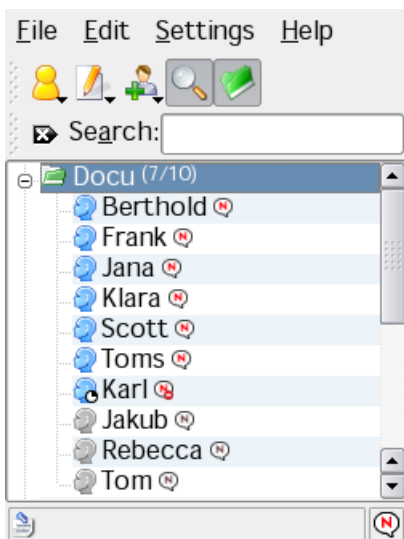 File Edit Settings Help
Search:
Docu (7/10)
Berthold N
Frank N
Jana N
Klara N
Scott N
Toms N
Karl N
Jakub N
Rebecca N
Tom N
N